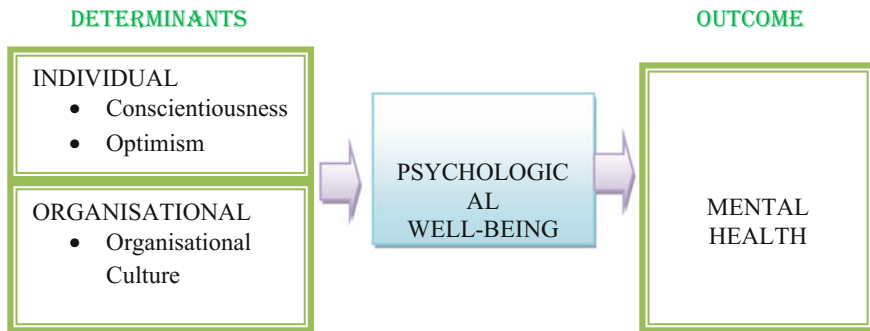 DETERMINANTS
OUTCOME
INDIVIDUAL
• Conscientiousness
• Optimism
ORGANISATIONAL
• Organisational
Culture
PSYCHOLOGIC
AL
WELL-BEING
MENTAL
HEALTH